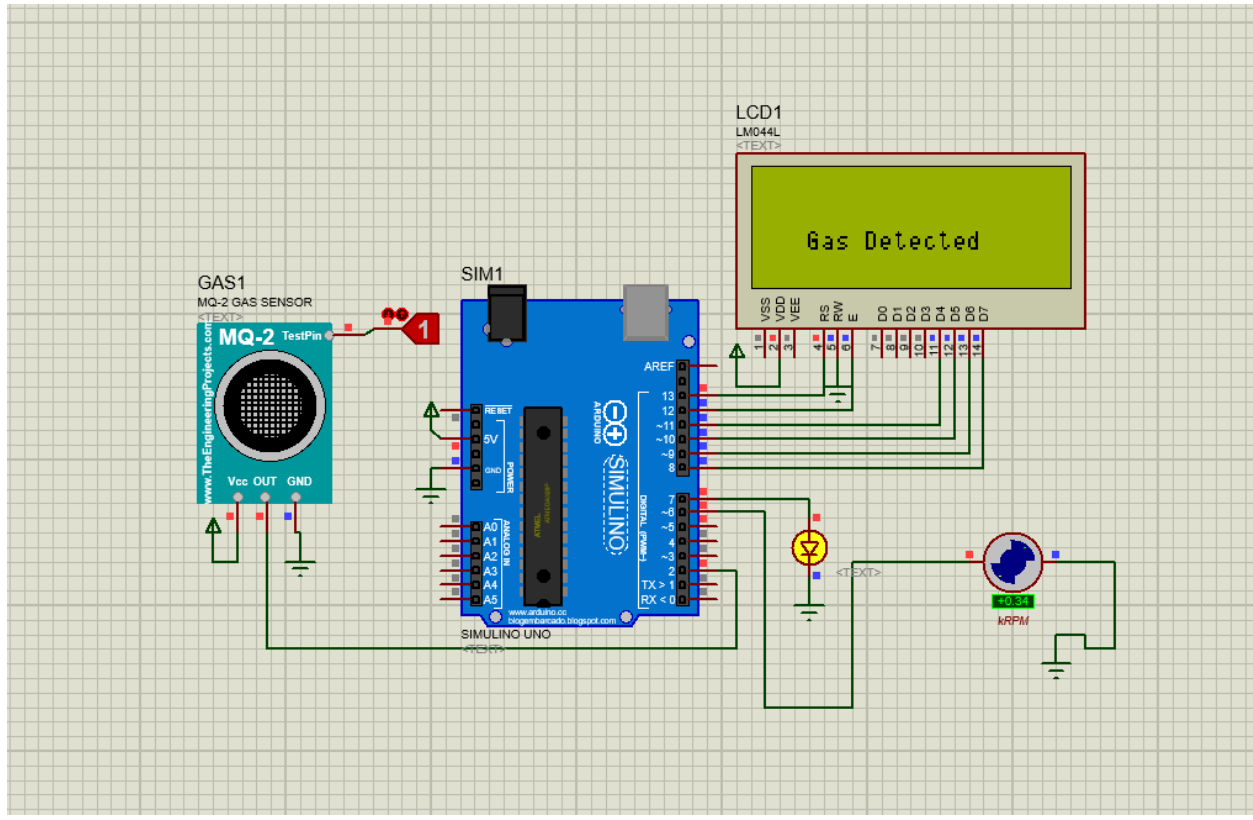 LCD1
LM044L
<TEXT>
Gas Detected
VSS VDD VEE RS RW E D0 D1 D2 D3 D4 D5 D6 D7
1 2 3 4 5 6 7 8 9 10 11 12 13 14
GAS1
MQ-2 GAS SENSOR
<TEXT>
MQ-2 TestPin
1
www.TheEngineeringProjects.com
Vcc OUT GND
SIM1
AREF
13
12
~11
~10
~9
8
7
~6
~5
4
~3
2
TX > 1
RX < 0
DIGITAL (PWM~)
ARDUINO
SIMULINO
RESET
5V
GND
POWER
A0
A1
A2
A3
A4
A5
ANALOG IN
ATMEL
www.arduino.cc
blogembarcado.blogspot.com
SIMULINO UNO
<TEXT>
<TEXT>
+0.34
kRPM